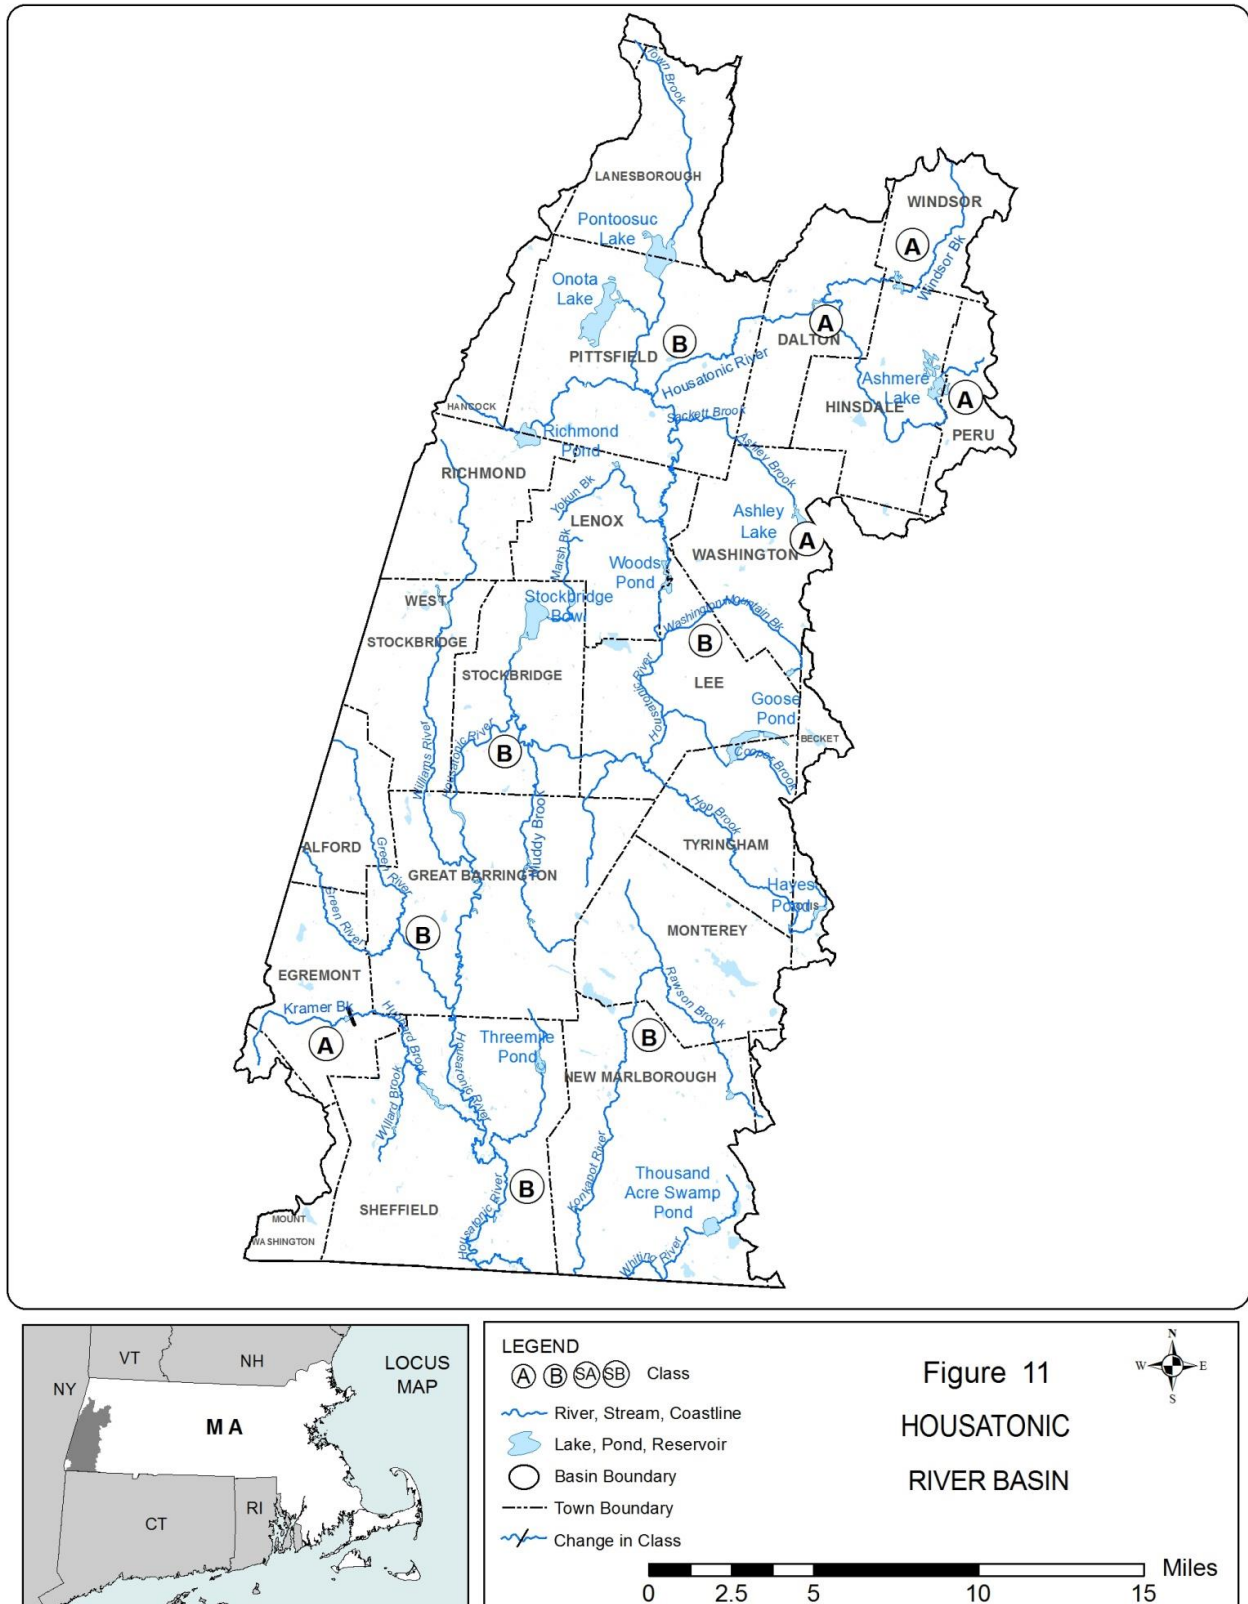 Town Brook
LANESBOROUGH
WINDSOR
Pontoosuc
Lake
A
Windsor Bk
Onota
Lake
A
B
DALTON
PITTSFIELD
Housatonic River
Ashmere
Lake
A
HANCOCK
HINSDALE
Sackett Brook
Richmond
Pond
PERU
Ashley Brook
RICHMOND
Yokun Bk
LENOX
Ashley
Lake
A
Marsh Bk
WASHINGTON
Woods
Pond
WEST
STOCKBRIDGE
Stockbridge
Bowl
Washington Mountain Bk
B
STOCKBRIDGE
LEE
Housatonic River
Goose
Pond
BECKET
Williams River
Housatonic River
B
Cooper Brook
Hop Brook
Muddy Brook
ALFORD
Green River
TYRINGHAM
GREAT BARRINGTON
Hayes
Pond
OTIS
Green River
B
MONTEREY
EGREMONT
Rawson Brook
Kramer Bk
Hubbard Brook
A
Housatonic River
Threemile
Pond
B
NEW MARLBOROUGH
Willard Brook
Konkapot River
Thousand
Acre Swamp
Pond
B
SHEFFIELD
Housatonic River
MOUNT
WASHINGTON
Whiting River
VT
NH
LOCUS
MAP
NY
MA
CT
RI
LEGEND
A B SA SB Class
River, Stream, Coastline
Lake, Pond, Reservoir
Basin Boundary
Town Boundary
Change in Class
Figure 11
HOUSATONIC
RIVER BASIN
N
W E
S
Miles
0 2.5 5 10 15